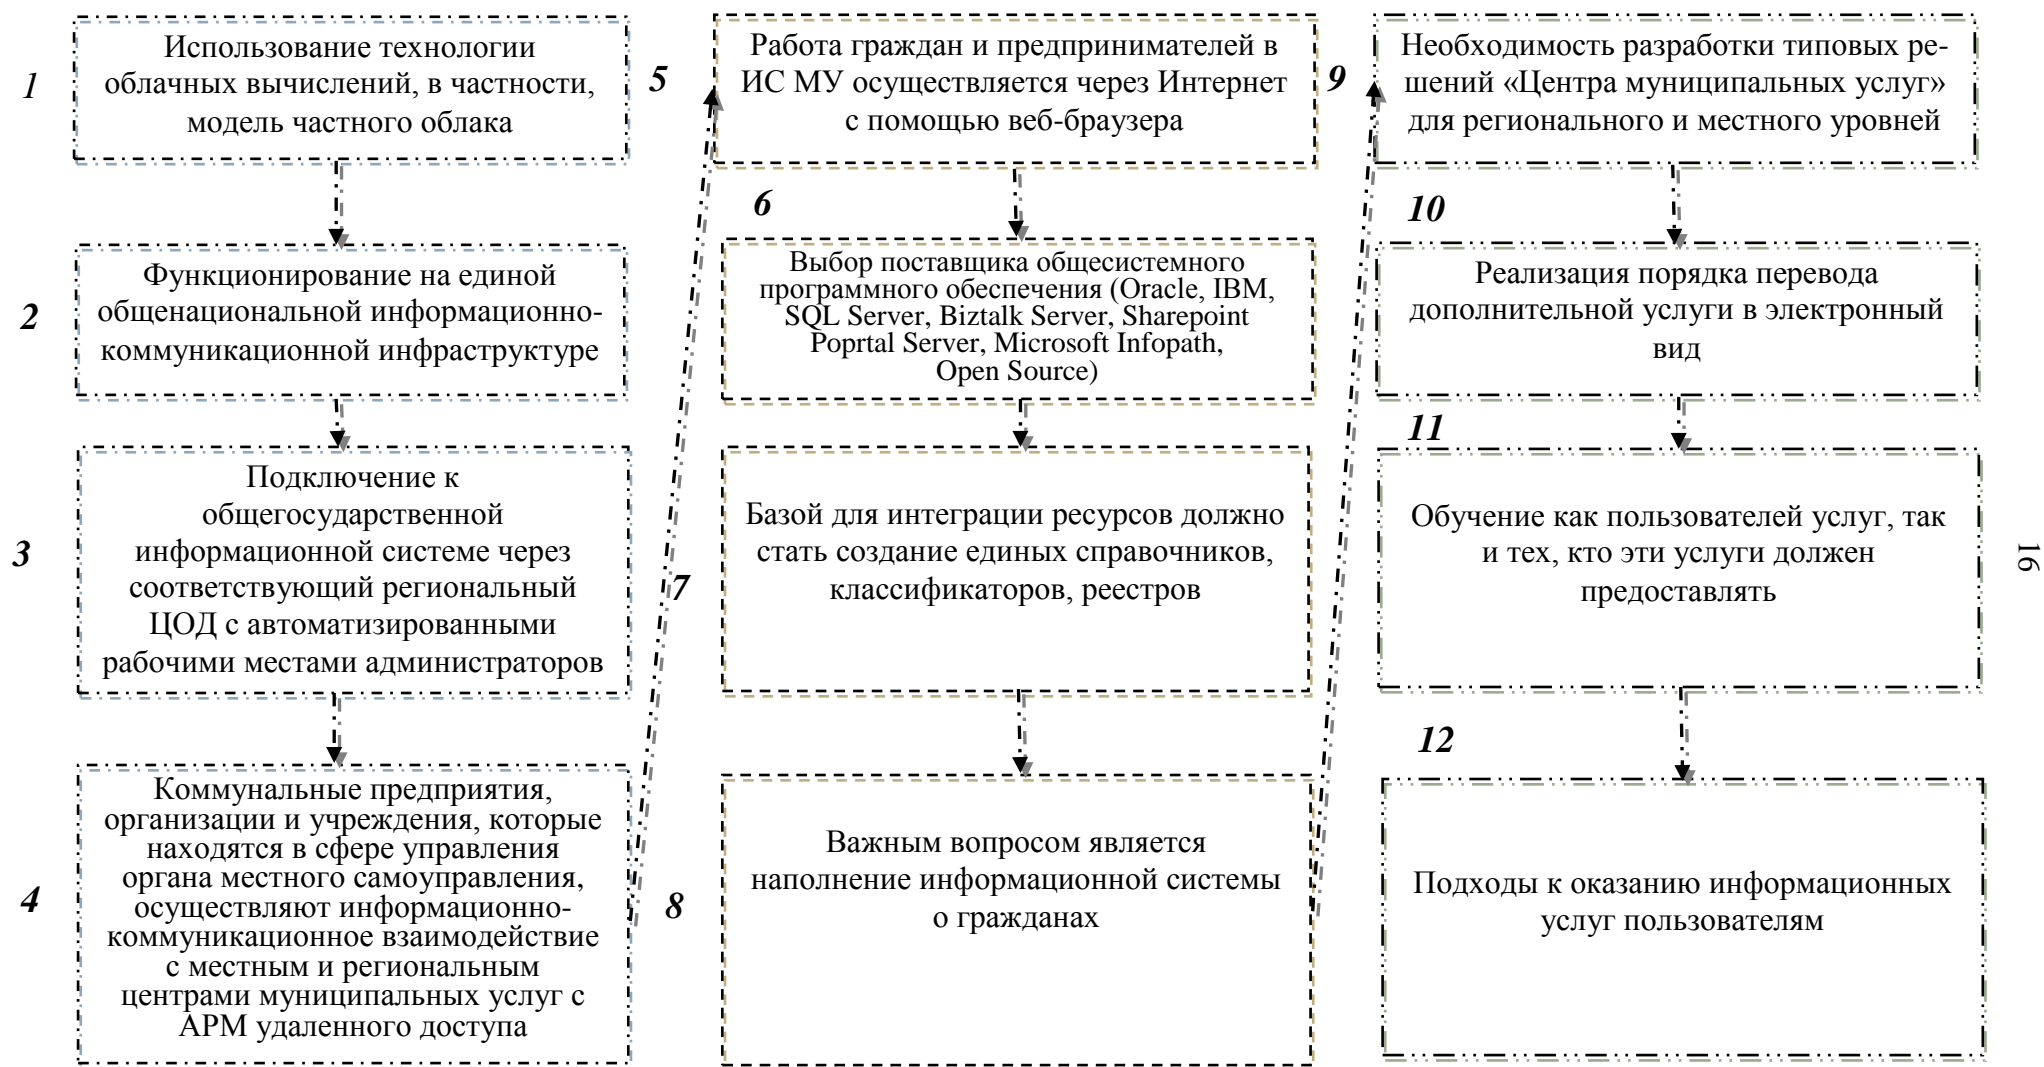 1
Использование технологии
облачных вычислений, в частности,
модель частного облака
2
Функционирование на единой
общенациональной информационно-
коммуникационной инфраструктуре
3
Подключение к
общегосударственной
информационной системе через
соответствующий региональный
ЦОД с автоматизированными
рабочими местами администраторов
4
Коммунальные предприятия,
организации и учреждения, которые
находятся в сфере управления
органа местного самоуправления,
осуществляют информационно-
коммуникационное взаимодействие
с местным и региональным
центрами муниципальных услуг с
АРМ удаленного доступа
5
Работа граждан и предпринимателей в
ИС МУ осуществляется через Интернет
с помощью веб-браузера
6
Выбор поставщика общесистемного
программного обеспечения (Oracle, IBM,
SQL Server, Biztalk Server, Sharepoint
Poprtal Server, Microsoft Infopath,
Open Source)
7
Базой для интеграции ресурсов должно
стать создание единых справочников,
классификаторов, реестров
8
Важным вопросом является
наполнение информационной системы
о гражданах
9
Необходимость разработки типовых ре-
шений «Центра муниципальных услуг»
для регионального и местного уровней
10
Реализация порядка перевода
дополнительной услуги в электронный
вид
11
Обучение как пользователей услуг, так
и тех, кто эти услуги должен
предоставлять
12
Подходы к оказанию информационных
услуг пользователям
16